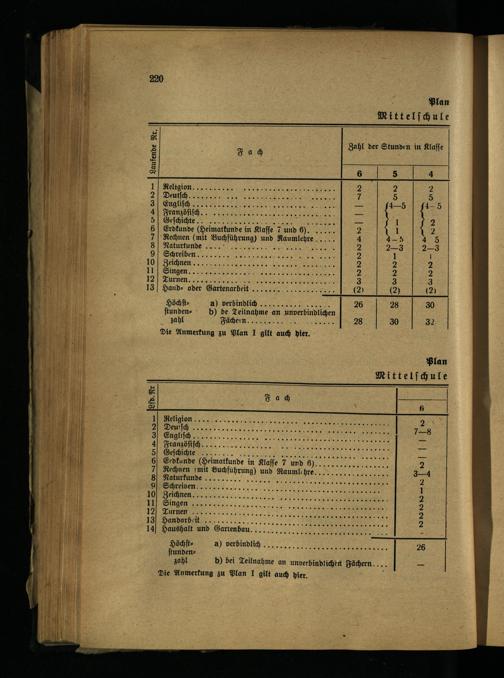 220
Plan
Mittelschule
Laufende Nr. Fach Zahl der Stunden in Klasse
6 5 4
1 Religion 2 2 2
2 Deutsch 7 5 5
3 Englisch — { 4—5 { 4—5
4 Französisch —
5 Geschichte — { 1 { 2
6 Erdkunde (Heimatkunde in Klasse 7 und 6) 2 { 1 { 2
7 Rechnen (mit Buchführung) und Raumlehre 4 4—5 4 5
8 Naturkunde 2 2—3 2—3
9 Schreiben 2 1 1
10 Zeichnen 2 2 2
11 Singen 2 2 2
12 Turnen 3 3 3
13 Hand- oder Gartenarbeit (2) (2) (2)
Höchst- a) verbindlich 26 28 30
stunden- b) be Teilnahme an unverbindlichen
zahl Fächern 28 30 32
Die Anmerkung zu Plan I gilt auch hier.
Plan
Mittelschule
Lfd. Nr Fach
6
1 Religion 2
2 Deutsch 7—8
3 Englisch —
4 Französisch —
5 Geschichte —
6 Erdkunde (Heimatkunde in Klasse 7 und 6) 2
7 Rechnen (mit Buchführung) und Raumlehre 3—4
8 Naturkunde 2
9 Schreiben 1
10 Zeichnen 2
11 Singen 2
12 Turnen 2
13 Handarbeit 2
14 Haushalt und Gartenbau -
Höchst- a) verbindlich 26
stunden-
zahl b) bei Teilnahme an unverbindlichen Fächern —
Die Anmerkung zu Plan I gilt auch hier.